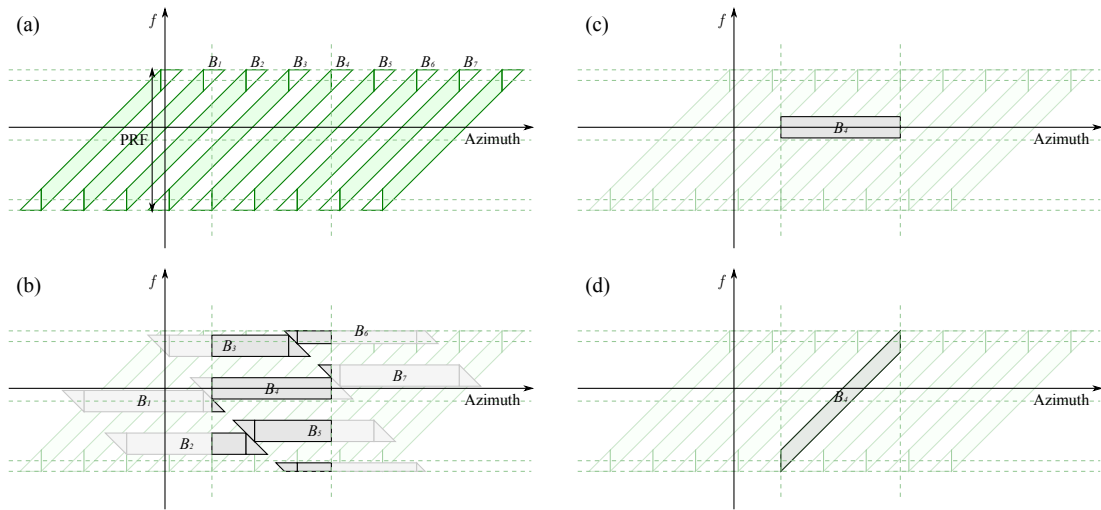 (a)
f
B1 B2 B3 B4 B5 B6 B7
PRF
Azimuth
(c)
f
Azimuth
B4
(b)
f
B6
B3
B7
B4
Azimuth
B1
B5
B2
(d)
f
Azimuth
B4